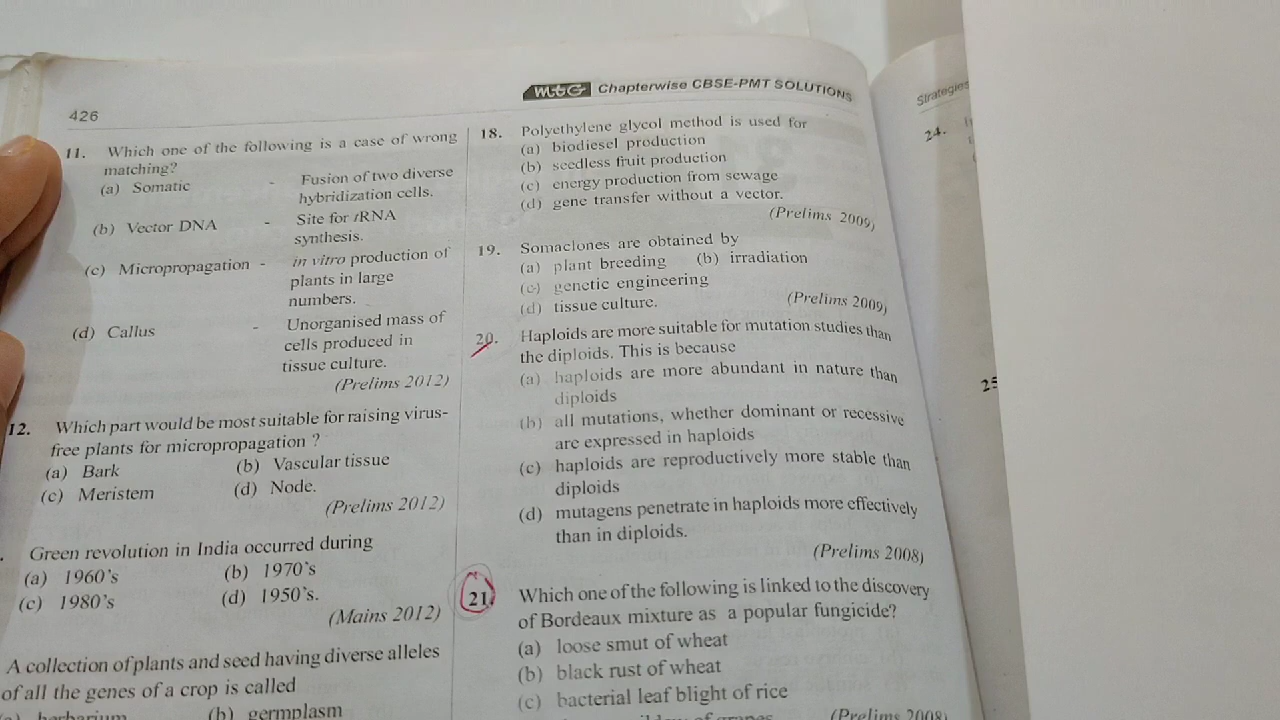 426
MtG Chapterwise CBSE-PMT SOLUTIONS
11. Which one of the following is a case of wrong
matching?
(a) Somatic - Fusion of two diverse
hybridization cells.
(b) Vector DNA - Site for tRNA
synthesis.
(c) Micropropagation - in vitro production of
plants in large
numbers.
(d) Callus - Unorganised mass of
cells produced in
tissue culture.
(Prelims 2012)
12. Which part would be most suitable for raising virus-
free plants for micropropagation ?
(a) Bark (b) Vascular tissue
(c) Meristem (d) Node.
(Prelims 2012)
Green revolution in India occurred during
(a) 1960's (b) 1970's
(c) 1980's (d) 1950's.
(Mains 2012)
A collection of plants and seed having diverse alleles
of all the genes of a crop is called
herbarium (b) germplasm
18. Polyethylene glycol method is used for
(a) biodiesel production
(b) seedless fruit production
(c) energy production from sewage
(d) gene transfer without a vector.
(Prelims 2009)
19. Somaclones are obtained by
(a) plant breeding (b) irradiation
(c) genetic engineering
(d) tissue culture.
(Prelims 2009)
20. Haploids are more suitable for mutation studies than
the diploids. This is because
(a) haploids are more abundant in nature than
diploids
(b) all mutations, whether dominant or recessive
are expressed in haploids
(c) haploids are reproductively more stable than
diploids
(d) mutagens penetrate in haploids more effectively
than in diploids.
(Prelims 2008)
21. Which one of the following is linked to the discovery
of Bordeaux mixture as a popular fungicide?
(a) loose smut of wheat
(b) black rust of wheat
(c) bacterial leaf blight of rice
of grapes
(Prelims 2008)
Strategies
24.
25